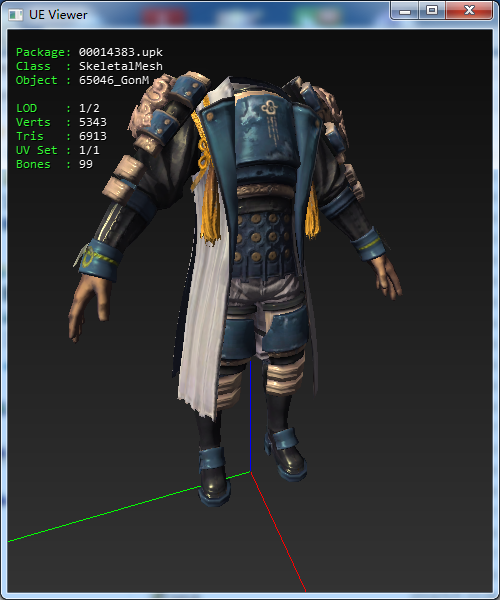 UE Viewer
Package: 00014383.upk
Class : SkeletalMesh
Object : 65046_GonM
LOD : 1/2
Verts : 5343
Tris : 6913
UV Set : 1/1
Bones : 99